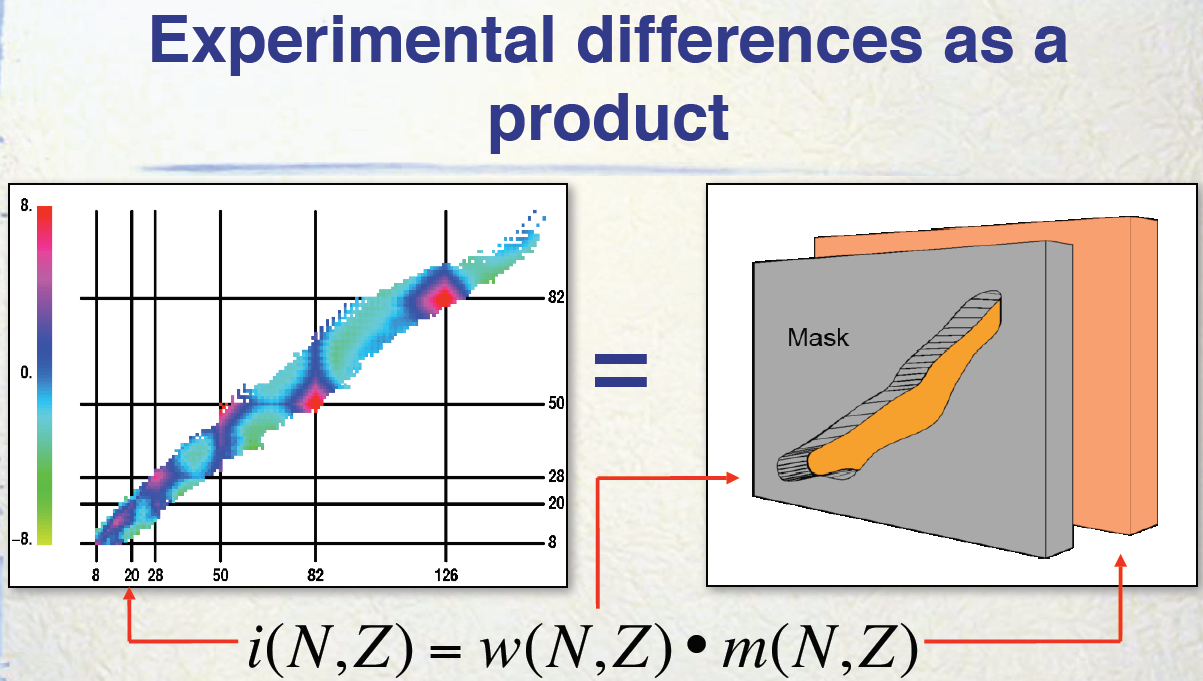 Experimental differences as a
product
8.
0.
−8.
82
50
28
20
8
8 20 28 50 82 126
=
Mask
i(N,Z) = w(N,Z) • m(N,Z)